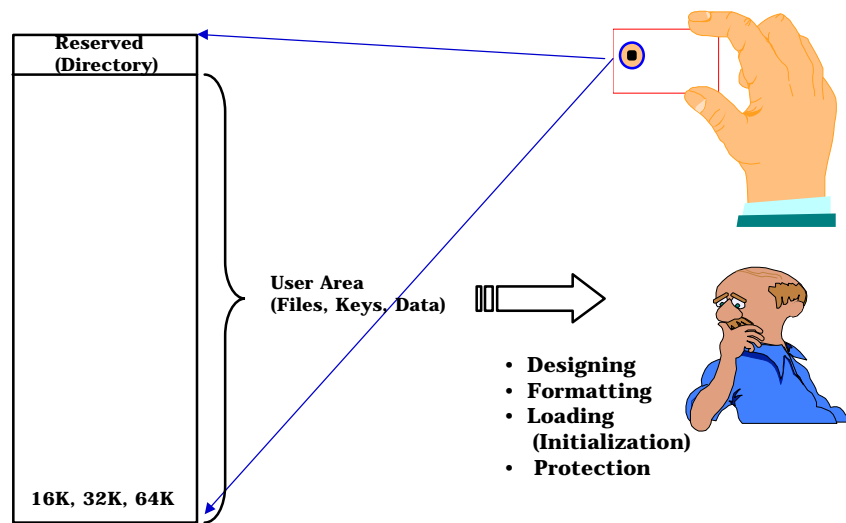 Reserved
(Directory)
User Area
(Files, Keys, Data)
• Designing
• Formatting
• Loading
(Initialization)
• Protection
16K, 32K, 64K